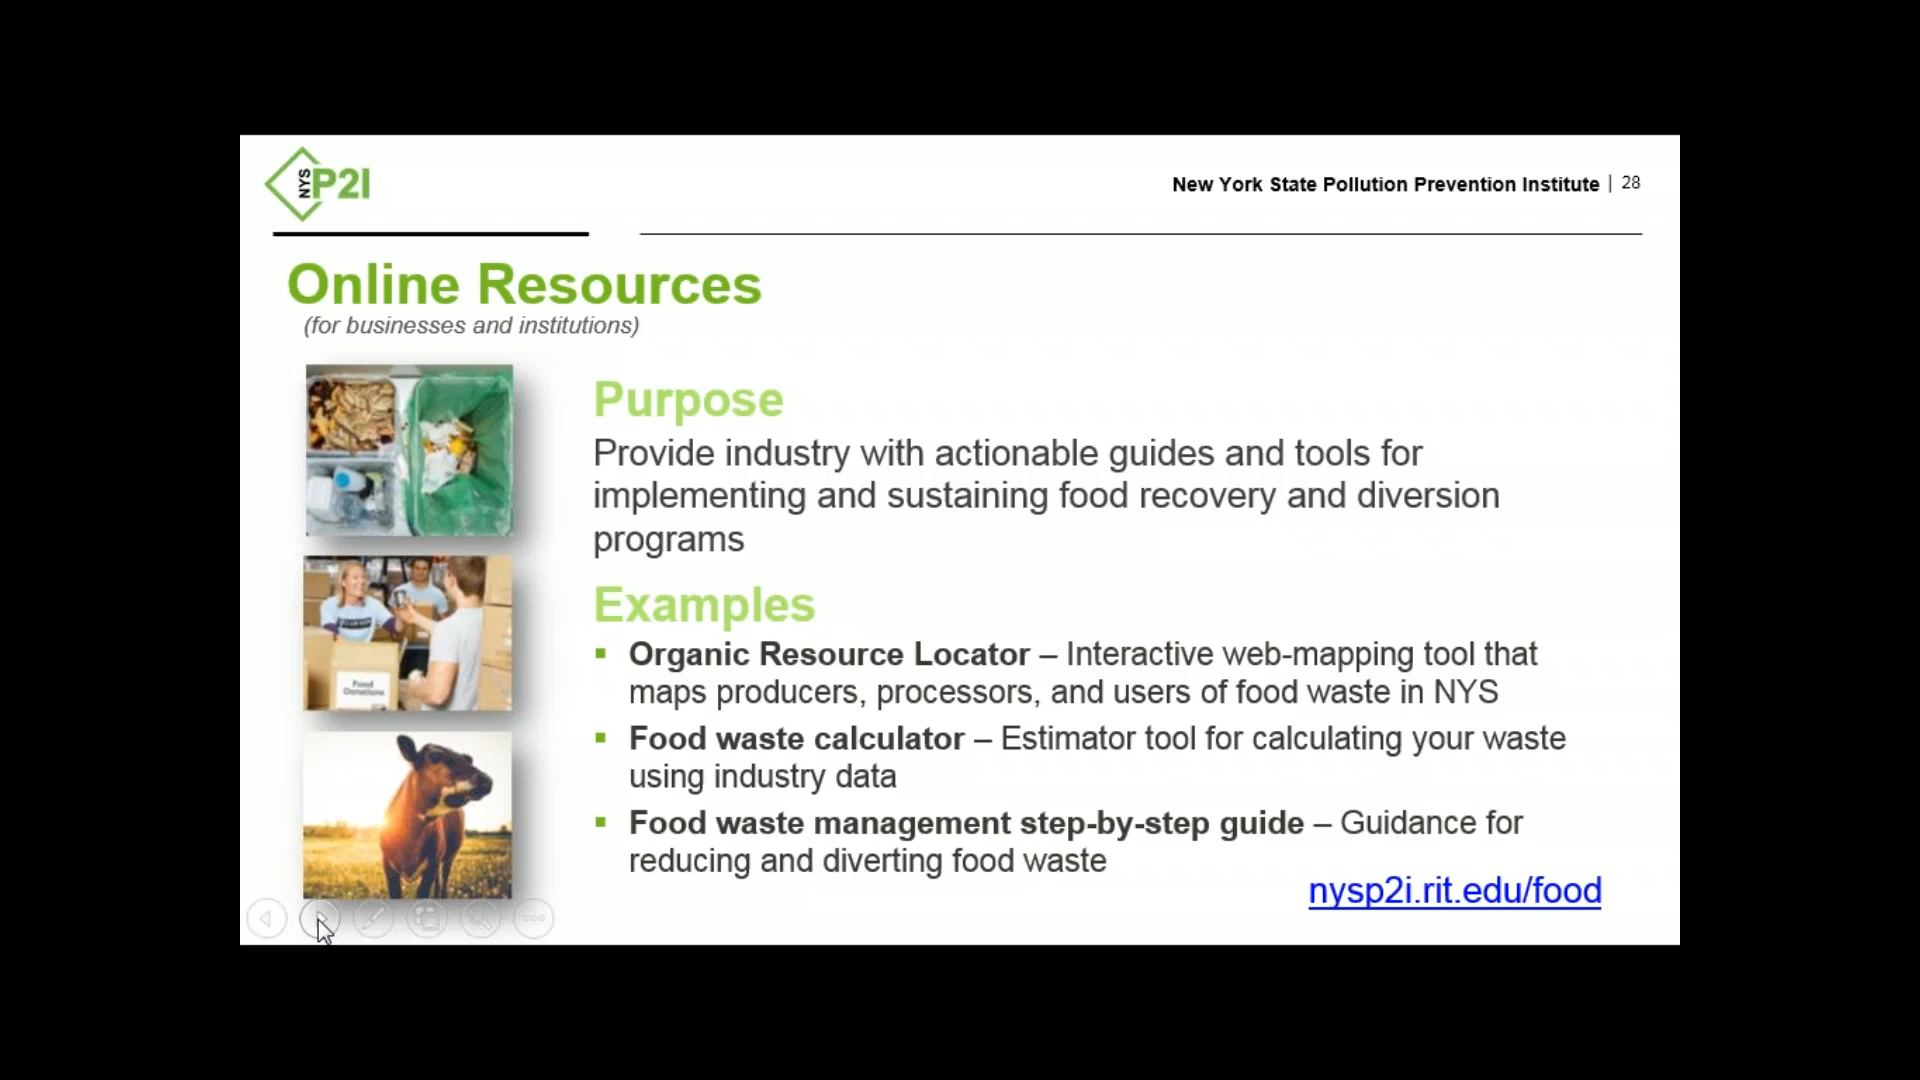 NYS
P2I
New York State Pollution Prevention Institute | 28
Online Resources
(for businesses and institutions)
Purpose
Provide industry with actionable guides and tools for
implementing and sustaining food recovery and diversion
programs
Examples
▪ Organic Resource Locator – Interactive web-mapping tool that
maps producers, processors, and users of food waste in NYS
▪ Food waste calculator – Estimator tool for calculating your waste
using industry data
▪ Food waste management step-by-step guide – Guidance for
reducing and diverting food waste
nysp2i.rit.edu/food
Food
Donations